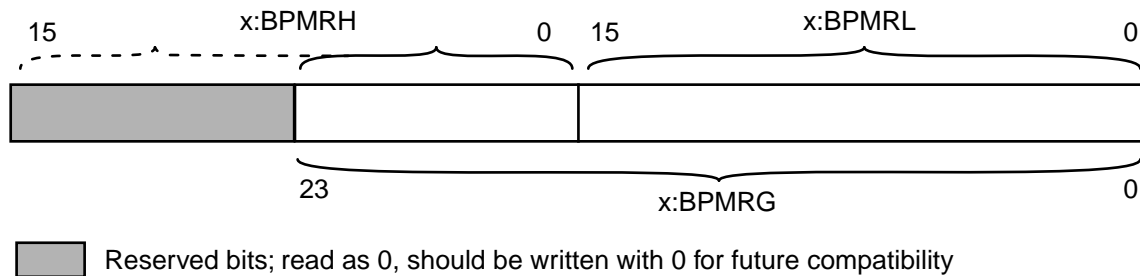 x:BPMRH x:BPMRL
15 0 15 0
23 0
x:BPMRG
Reserved bits; read as 0, should be written with 0 for future compatibility